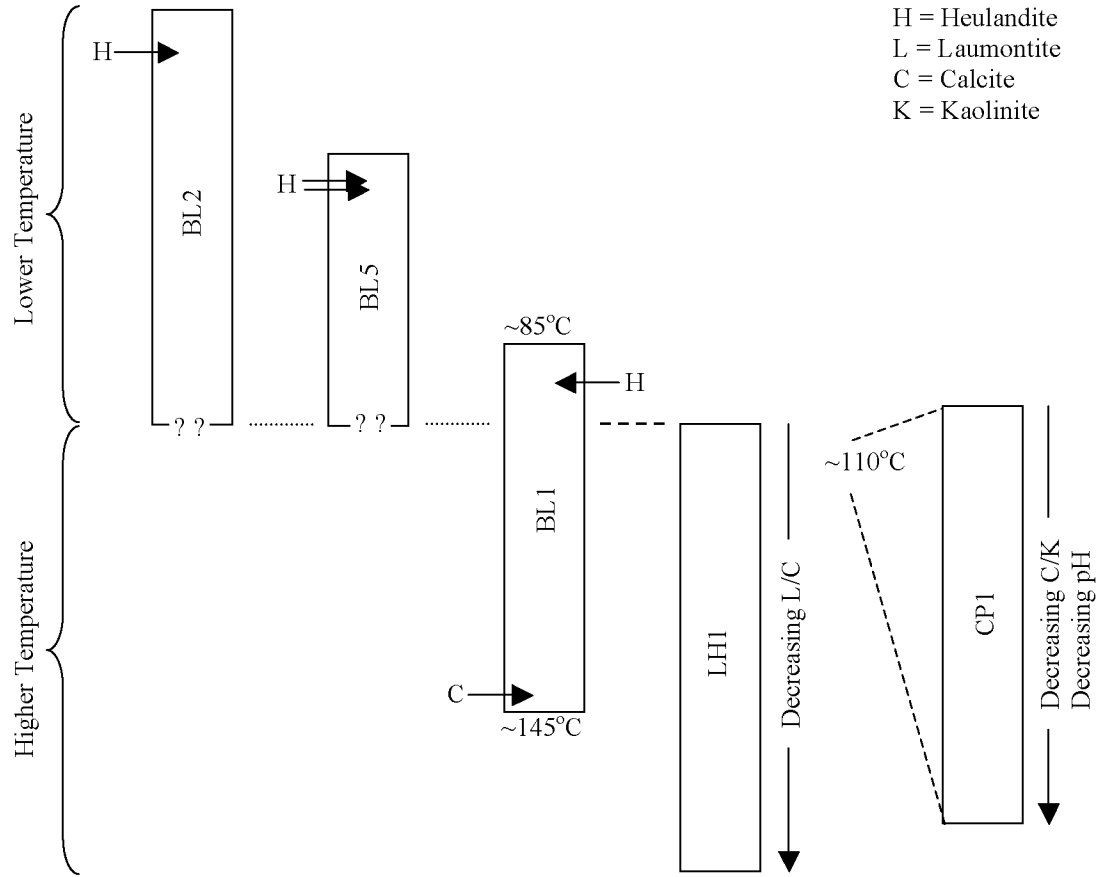 H = Heulandite
L = Laumontite
C = Calcite
K = Kaolinite
Lower Temperature
Higher Temperature
H
BL2
? ?
H
BL5
? ?
~85°C
H
BL1
C
~145°C
LH1
Decreasing L/C
~110°C
CP1
Decreasing C/K
Decreasing pH